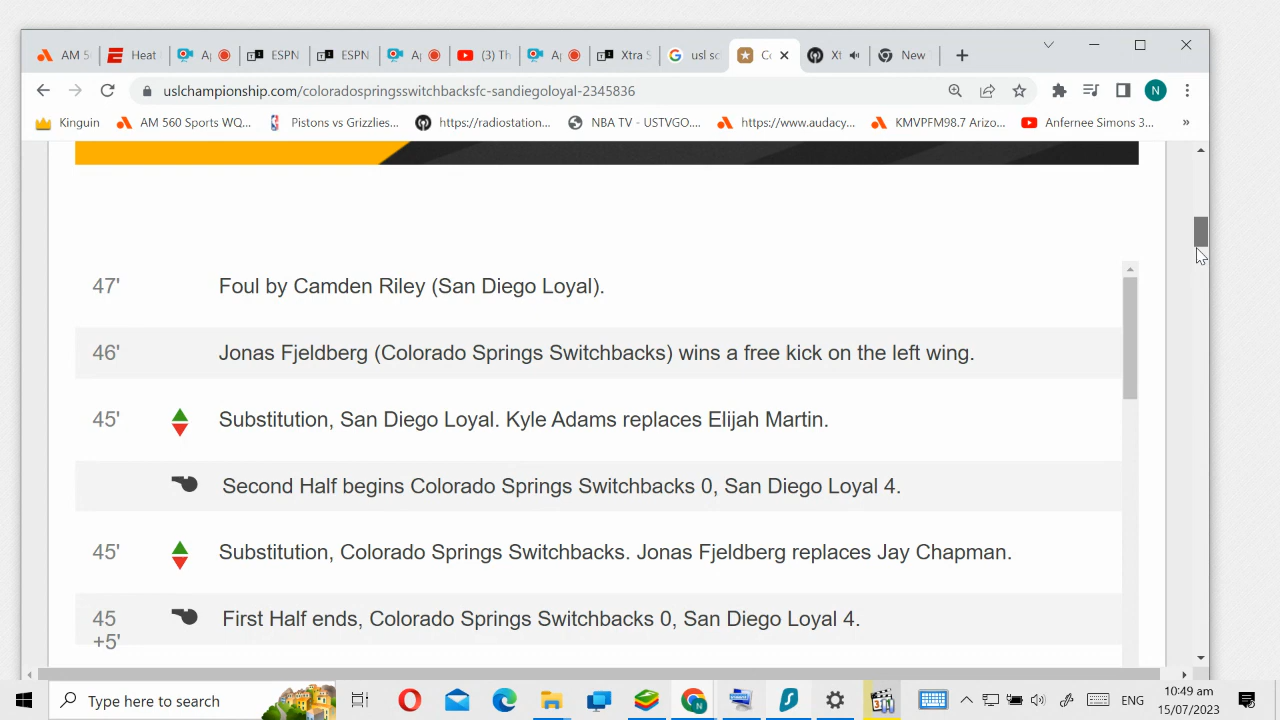 AM 5 Heat Ap ESPN ESPN Ap (3) Th Ap Xtra S usl sc Co Xt New
uslchampionship.com/coloradospringsswitchbacksfc-sandiegoloyal-2345836 N
Kinguin AM 560 Sports WQ... Pistons vs Grizzlies... https://radiostation... NBA TV - USTVGO.... https://www.audacy... KMVPFM98.7 Arizo... Anfernee Simons 3... »
47' Foul by Camden Riley (San Diego Loyal).
46' Jonas Fjeldberg (Colorado Springs Switchbacks) wins a free kick on the left wing.
45' Substitution, San Diego Loyal. Kyle Adams replaces Elijah Martin.
Second Half begins Colorado Springs Switchbacks 0, San Diego Loyal 4.
45' Substitution, Colorado Springs Switchbacks. Jonas Fjeldberg replaces Jay Chapman.
45 First Half ends, Colorado Springs Switchbacks 0, San Diego Loyal 4.
+5'
Type here to search ENG 10:49 am
15/07/2023